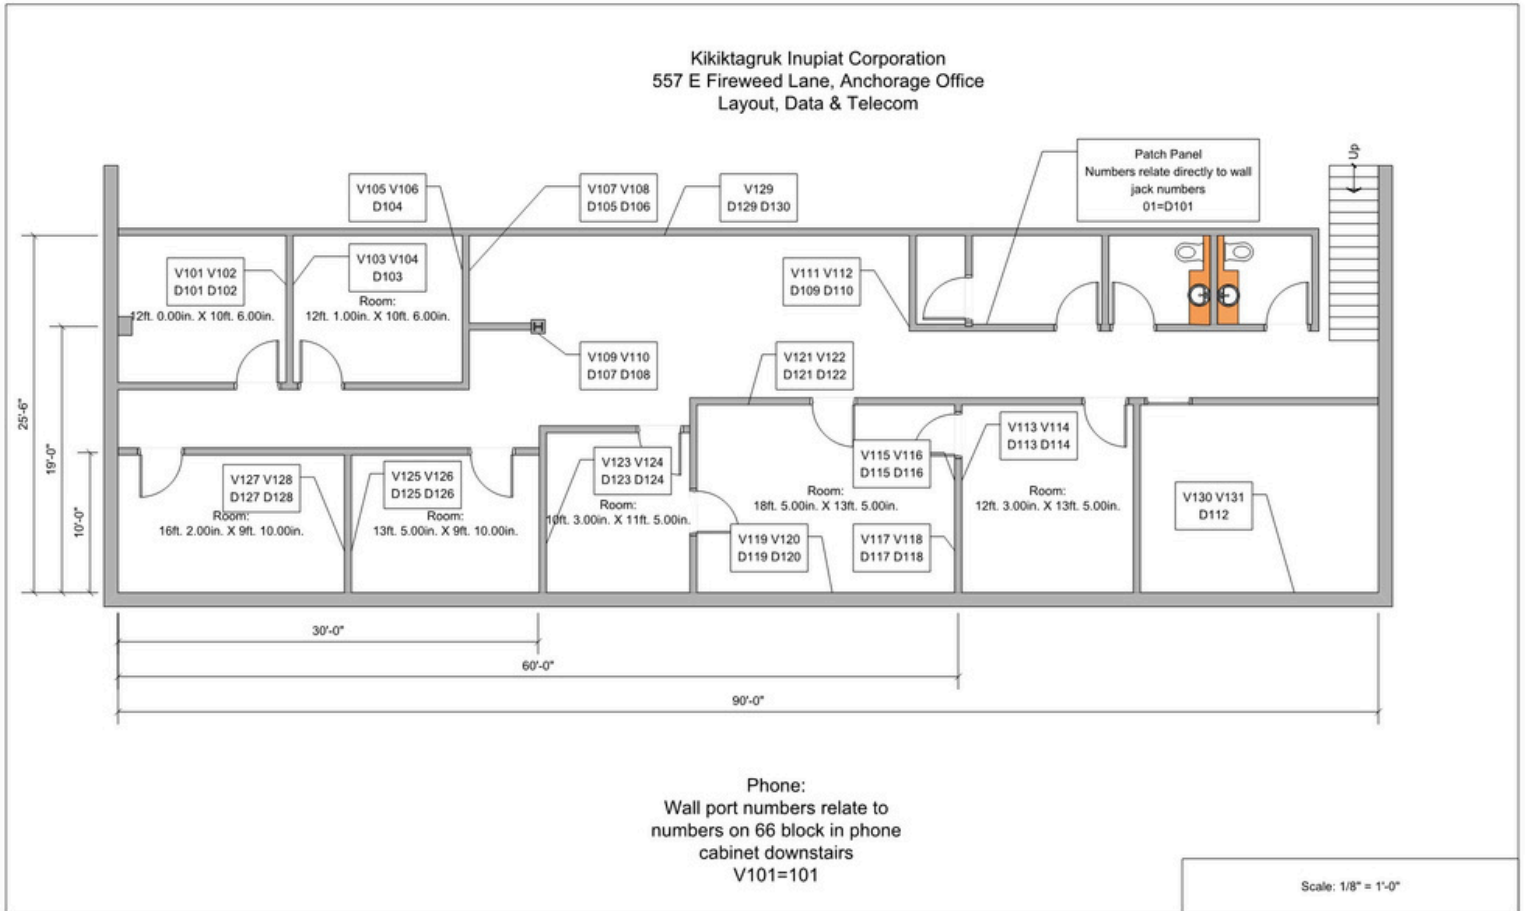 Kikiktagruk Inupiat Corporation
557 E Fireweed Lane, Anchorage Office
Layout, Data & Telecom
Patch Panel
Numbers relate directly to wall
jack numbers
01=D101
Up
V105 V106
D104
V107 V108
D105 D106
V129
D129 D130
V101 V102
D101 D102
Room:
12ft. 0.00in. X 10ft. 6.00in.
V103 V104
D103
Room:
12ft. 1.00in. X 10ft. 6.00in.
V111 V112
D109 D110
H
V109 V110
D107 D108
V121 V122
D121 D122
25'-6"
19'-0"
10'-0"
V127 V128
D127 D128
Room:
16ft. 2.00in. X 9ft. 10.00in.
V125 V126
D125 D126
Room:
13ft. 5.00in. X 9ft. 10.00in.
V123 V124
D123 D124
Room:
10ft. 3.00in. X 11ft. 5.00in.
V115 V116
D115 D116
Room:
18ft. 5.00in. X 13ft. 5.00in.
V113 V114
D113 D114
Room:
12ft. 3.00in. X 13ft. 5.00in.
V130 V131
D112
V119 V120
D119 D120
V117 V118
D117 D118
30'-0"
60'-0"
90'-0"
Phone:
Wall port numbers relate to
numbers on 66 block in phone
cabinet downstairs
V101=101
Scale: 1/8" = 1'-0"